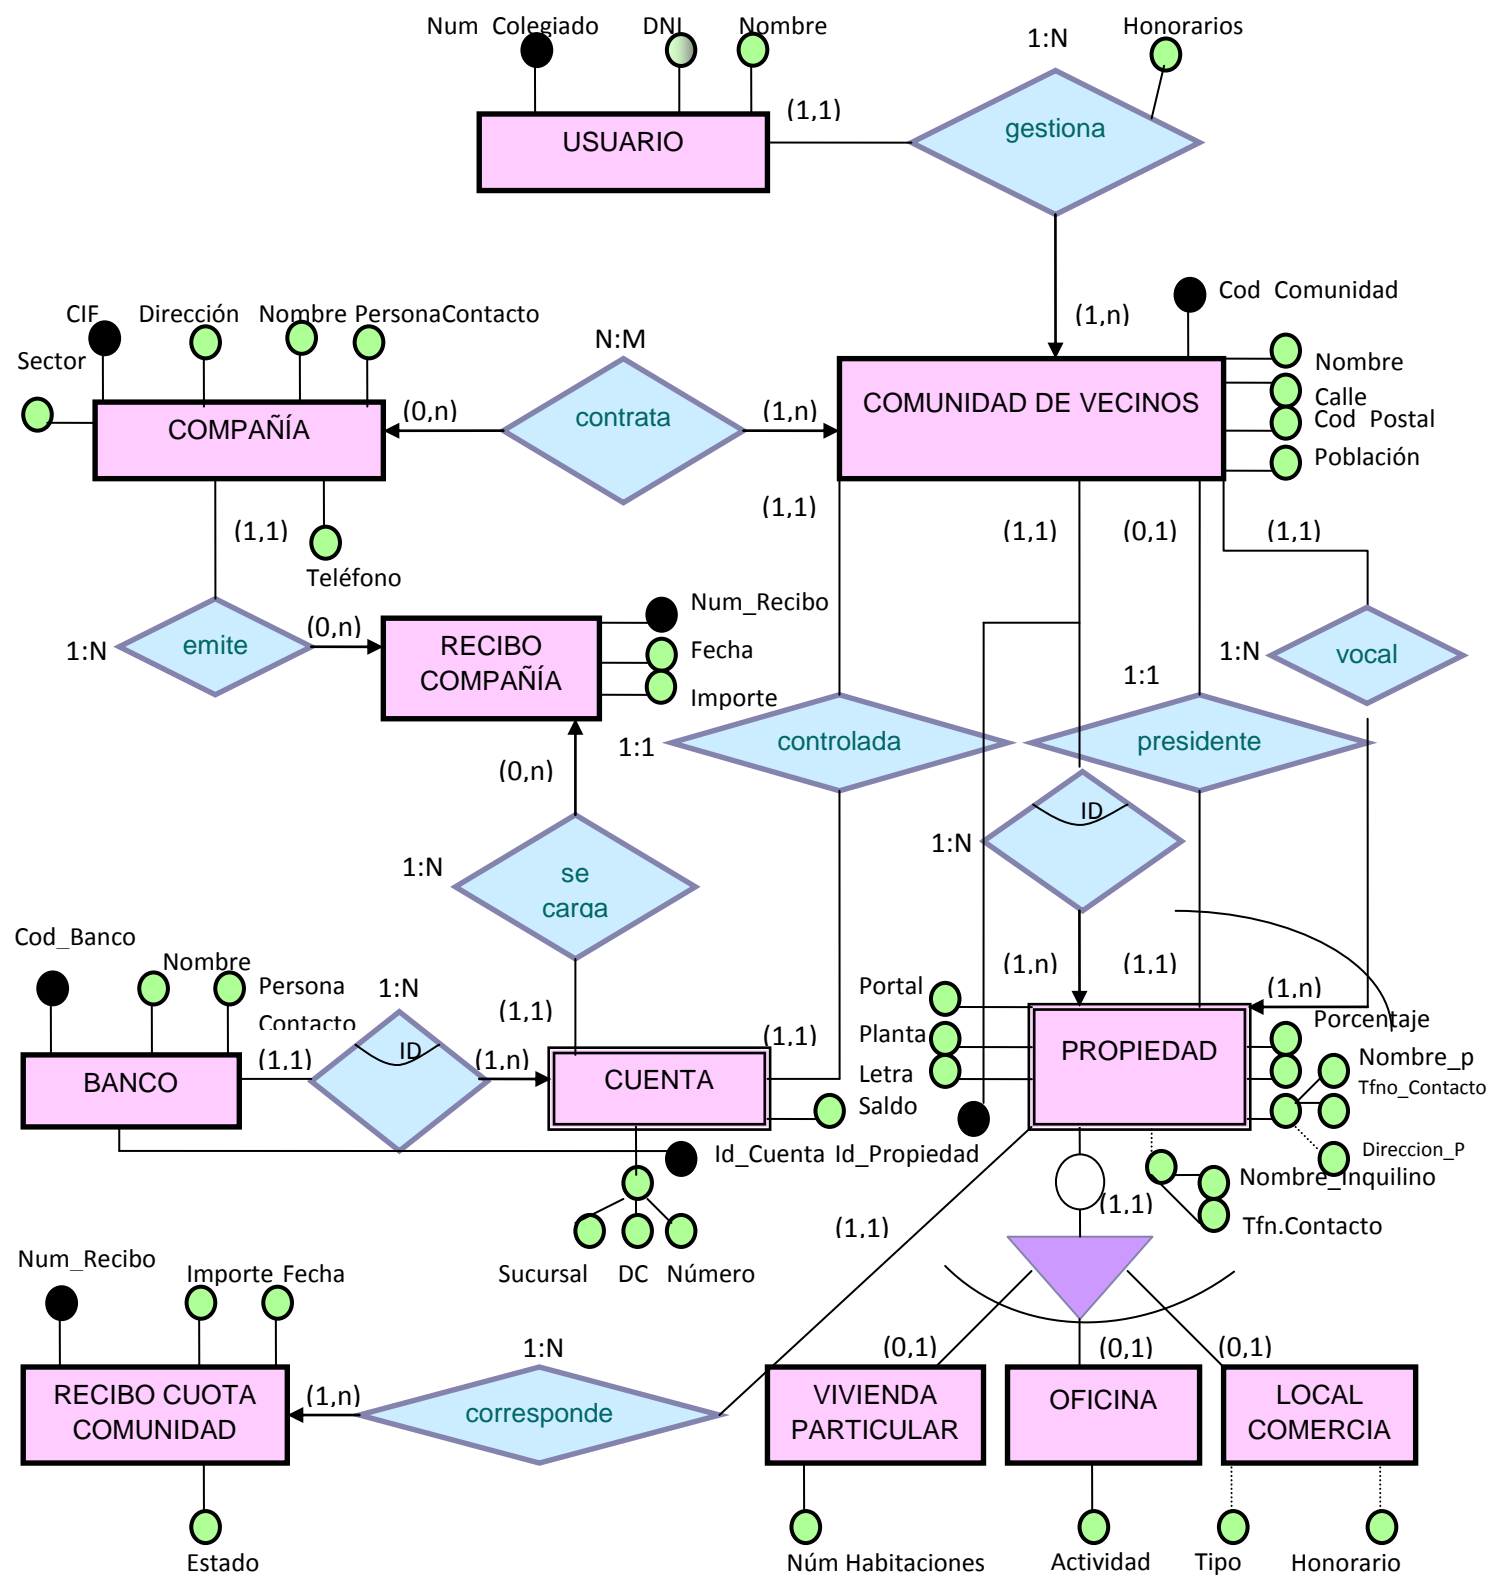 Num Colegiado
DNI
Nombre
1:N
Honorarios
(1,1)
USUARIO
gestiona
Cod Comunidad
(1,n)
CIF
Dirección
Nombre
PersonaContacto
N:M
Sector
Nombre
Calle
Cod Postal
Población
COMPAÑÍA
(0,n)
contrata
(1,n)
COMUNIDAD DE VECINOS
(1,1)
Teléfono
(1,1)
(1,1)
(0,1)
(1,1)
1:N
emite
(0,n)
RECIBO
COMPAÑÍA
Num_Recibo
Fecha
Importe
1:N
vocal
1:1
1:1
controlada
presidente
(0,n)
ID
1:N
1:N
se
carga
Cod_Banco
Nombre
Persona
Contacto
1:N
(1,1)
(1,n)
(1,1)
(1,n)
Portal
Planta
Letra
PROPIEDAD
Porcentaje
Nombre_p
Tfno_Contacto
Direccion_P
BANCO
(1,1)
ID
(1,n)
CUENTA
(1,1)
Saldo
Id_Cuenta
Id_Propiedad
Nombre_Inquilino
Tfn.Contacto
(1,1)
(1,1)
Sucursal
DC
Número
Num_Recibo
Importe
Fecha
1:N
(0,1)
(0,1)
(0,1)
RECIBO CUOTA
COMUNIDAD
(1,n)
corresponde
VIVIENDA
PARTICULAR
OFICINA
LOCAL
COMERCIA
Estado
Núm Habitaciones
Actividad
Tipo
Honorario